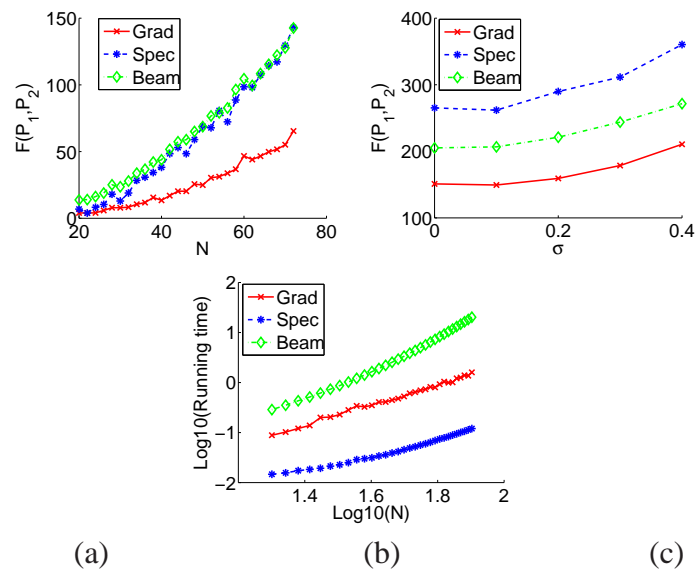 150
100
50
0
20
40
60
80
N
F(P1,P2)
Grad
Spec
Beam
400
300
200
100
0
0.2
0.4
σ
F(P1,P2)
Grad
Spec
Beam
2
1
0
−1
−2
1.4
1.6
1.8
2
Log10(N)
Log10(Running time)
Grad
Spec
Beam
(a) (b) (c)